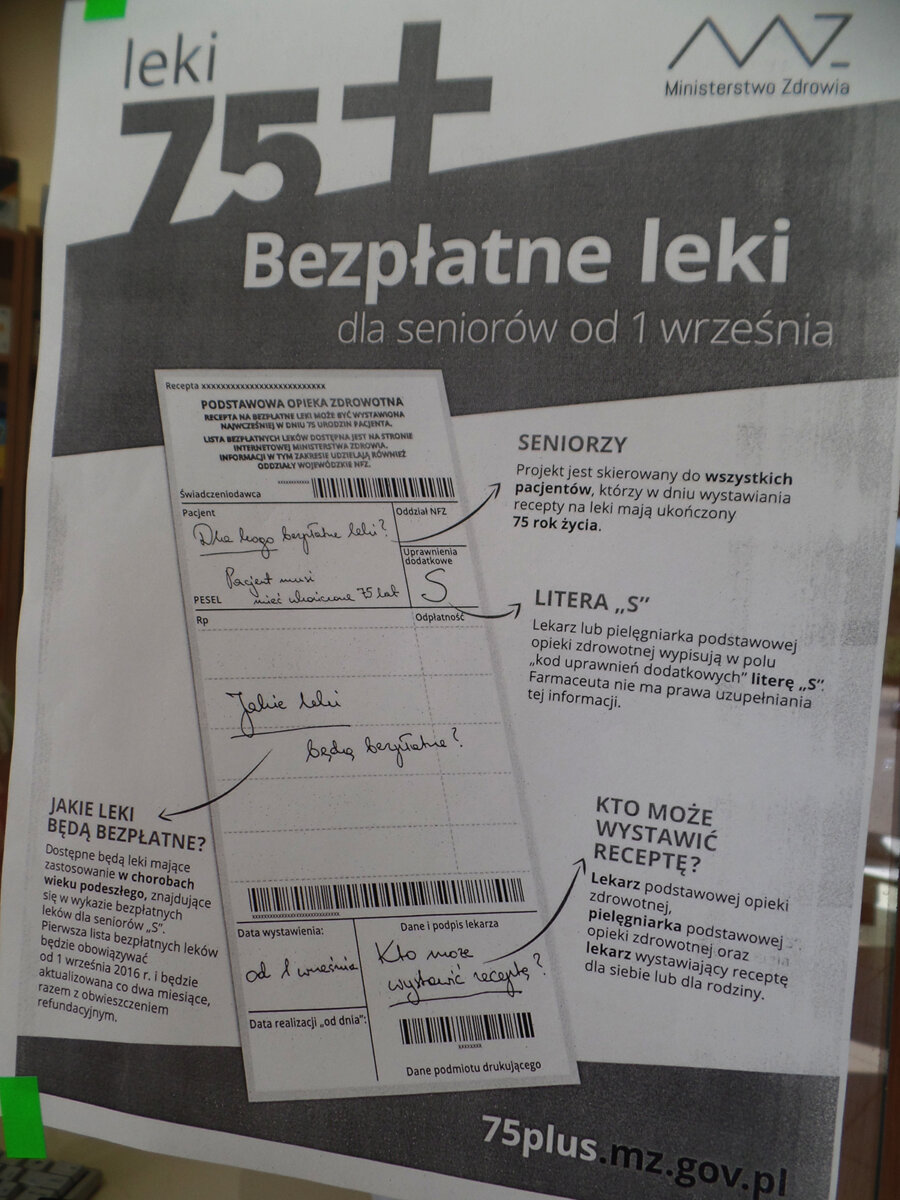 leki
75+
Ministerstwo Zdrowia
Bezpłatne leki
dla seniorów od 1 września
Recepta xxxxxxxxxxxxxxxxxxxxxxxxxx
PODSTAWOWA OPIEKA ZDROWOTNA
RECEPTA NA BEZPŁATNE LEKI MOŻE BYĆ WYSTAWIONA
NAJWCZEŚNIEJ W DNIU 75 URODZIN PACJENTA.
LISTA BEZPŁATNYCH LEKÓW DOSTĘPNA JEST NA STRONIE
INTERNETOWEJ MINISTERSTWA ZDROWIA.
INFORMACJI W TYM ZAKRESIE UDZIELAJĄ RÓWNIEŻ
ODDZIAŁY WOJEWÓDZKIE NFZ.
Świadczeniodawca
Pacjent
Oddział NFZ
Dla kogo bezpłatne leki?
Uprawnienia
dodatkowe
S
Pacjent musi
mieć ukończone 75 lat
PESEL
Rp
Odpłatność
Jakie leki
będą bezpłatne?
Data wystawienia:
od 1 września
Data realizacji „od dnia”:
Dane i podpis lekarza
Kto może
wystawić receptę?
Dane podmiotu drukującego
SENIORZY
Projekt jest skierowany do wszystkich
pacjentów, którzy w dniu wystawiania
recepty na leki mają ukończony
75 rok życia.
LITERA „S”
Lekarz lub pielęgniarka podstawowej
opieki zdrowotnej wypisują w polu
„kod uprawnień dodatkowych” literę „S”.
Farmaceuta nie ma prawa uzupełniania
tej informacji.
JAKIE LEKI
BĘDĄ BEZPŁATNE?
Dostępne będą leki mające
zastosowanie w chorobach
wieku podeszłego, znajdujące
się w wykazie bezpłatnych
leków dla seniorów „S”.
Pierwsza lista bezpłatnych leków
będzie obowiązywać
od 1 września 2016 r. i będzie
aktualizowana co dwa miesiące,
razem z obwieszczeniem
refundacyjnym.
KTO MOŻE
WYSTAWIĆ
RECEPTĘ?
Lekarz podstawowej opieki
zdrowotnej,
pielęgniarka podstawowej
opieki zdrowotnej oraz
lekarz wystawiający receptę
dla siebie lub dla rodziny.
75plus.mz.gov.pl